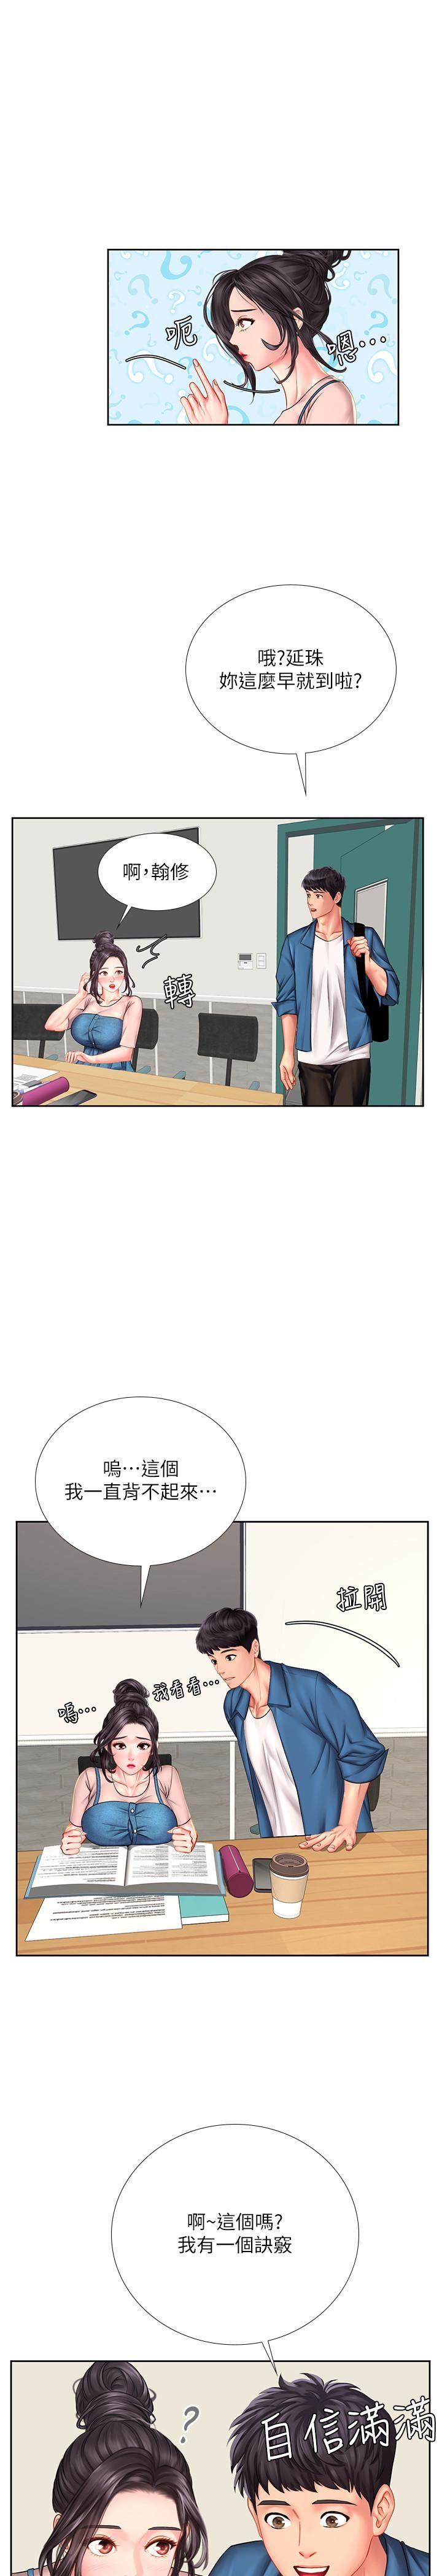 呃
嗯…
哦?延珠
妳這麼早就到啦?
啊,翰修
轉
嗚…這個
我一直背不起來…
拉開
我看看…
嗚…
啊~這個嗎?
我有一個訣竅
?
自信滿滿